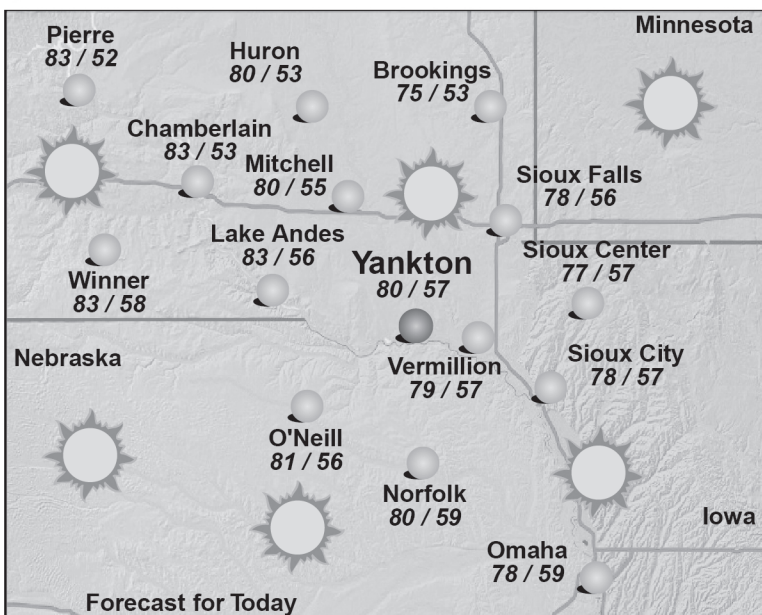 Minnesota
Pierre
83 / 52
Huron
80 / 53
Brookings
75 / 53
Chamberlain
83 / 53
Mitchell
80 / 55
Sioux Falls
78 / 56
Lake Andes
83 / 56
Yankton
80 / 57
Sioux Center
77 / 57
Winner
83 / 58
Nebraska
Vermillion
79 / 57
Sioux City
78 / 57
O'Neill
81 / 56
Norfolk
80 / 59
Iowa
Omaha
78 / 59
Forecast for Today